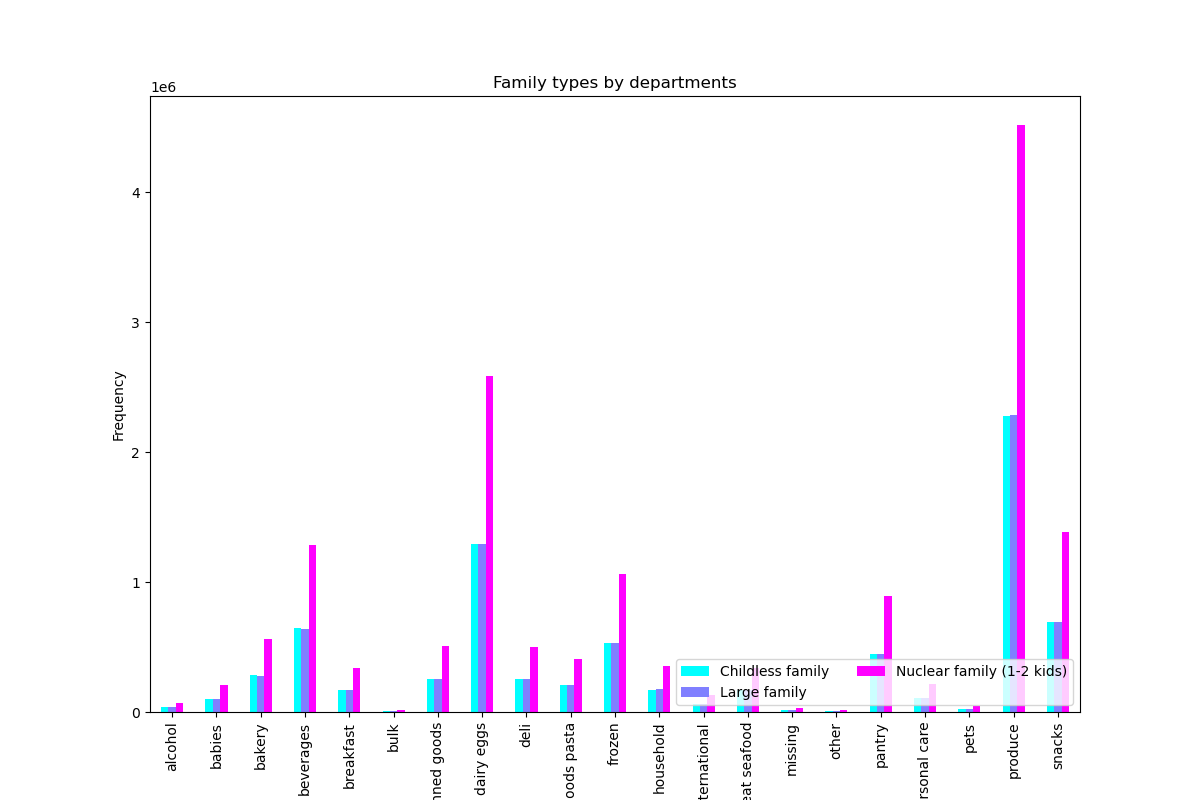 Family types by departments
1e6
Frequency
4
3
2
1
0
Childless family
Large family
Nuclear family (1-2 kids)
alcohol
babies
bakery
beverages
breakfast
bulk
nned goods
dairy eggs
deli
oods pasta
frozen
household
ternational
eat seafood
missing
other
pantry
rsonal care
pets
produce
snacks